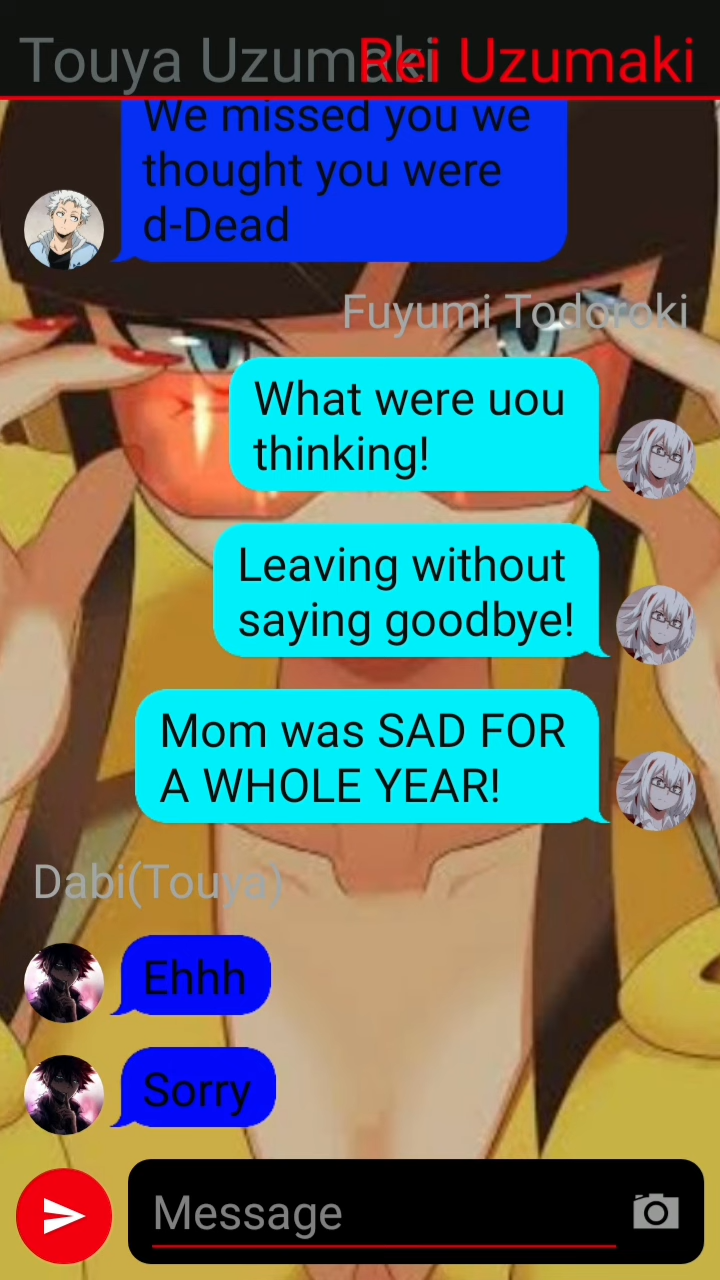 Touya Uzumaki
Rei Uzumaki
We missed you we
thought you were
d-Dead
Fuyumi Todoroki
What were uou
thinking!
Leaving without
saying goodbye!
Mom was SAD FOR
A WHOLE YEAR!
Dabi(Touya)
Ehhh
Sorry
Message